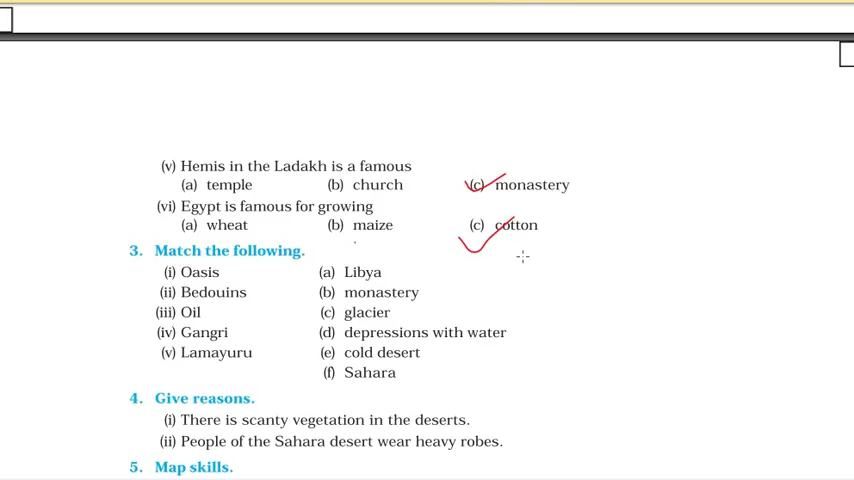 (v) Hemis in the Ladakh is a famous
(a) temple (b) church (c) monastery
(vi) Egypt is famous for growing
(a) wheat (b) maize (c) cotton
3. Match the following.
(i) Oasis (a) Libya
(ii) Bedouins (b) monastery
(iii) Oil (c) glacier
(iv) Gangri (d) depressions with water
(v) Lamayuru (e) cold desert
(f) Sahara
4. Give reasons.
(i) There is scanty vegetation in the deserts.
(ii) People of the Sahara desert wear heavy robes.
5. Map skills.